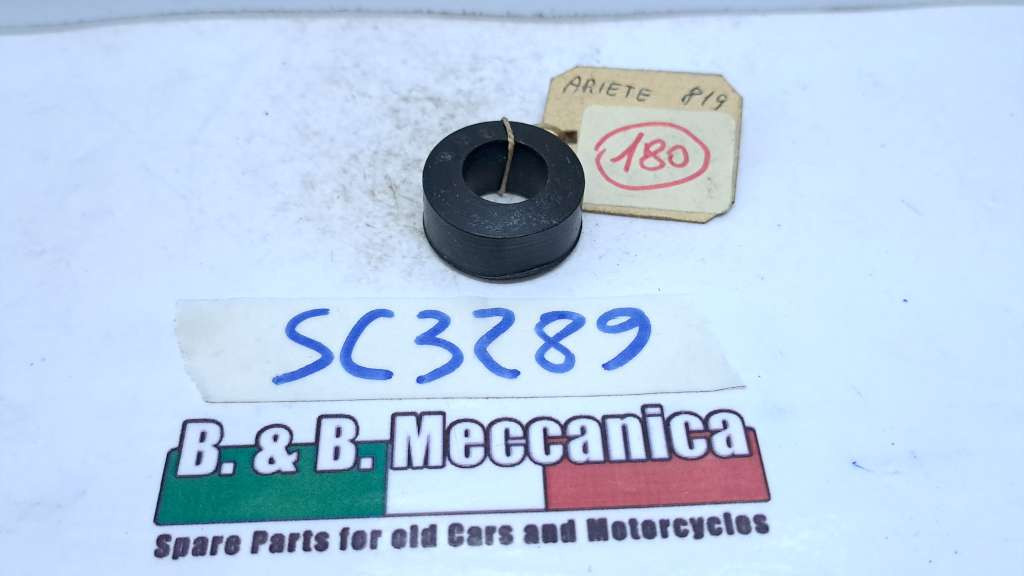 ARIETE 819
180
SC3289
B. & B. Meccanica
Spare Parts for old Cars and Motorcycles